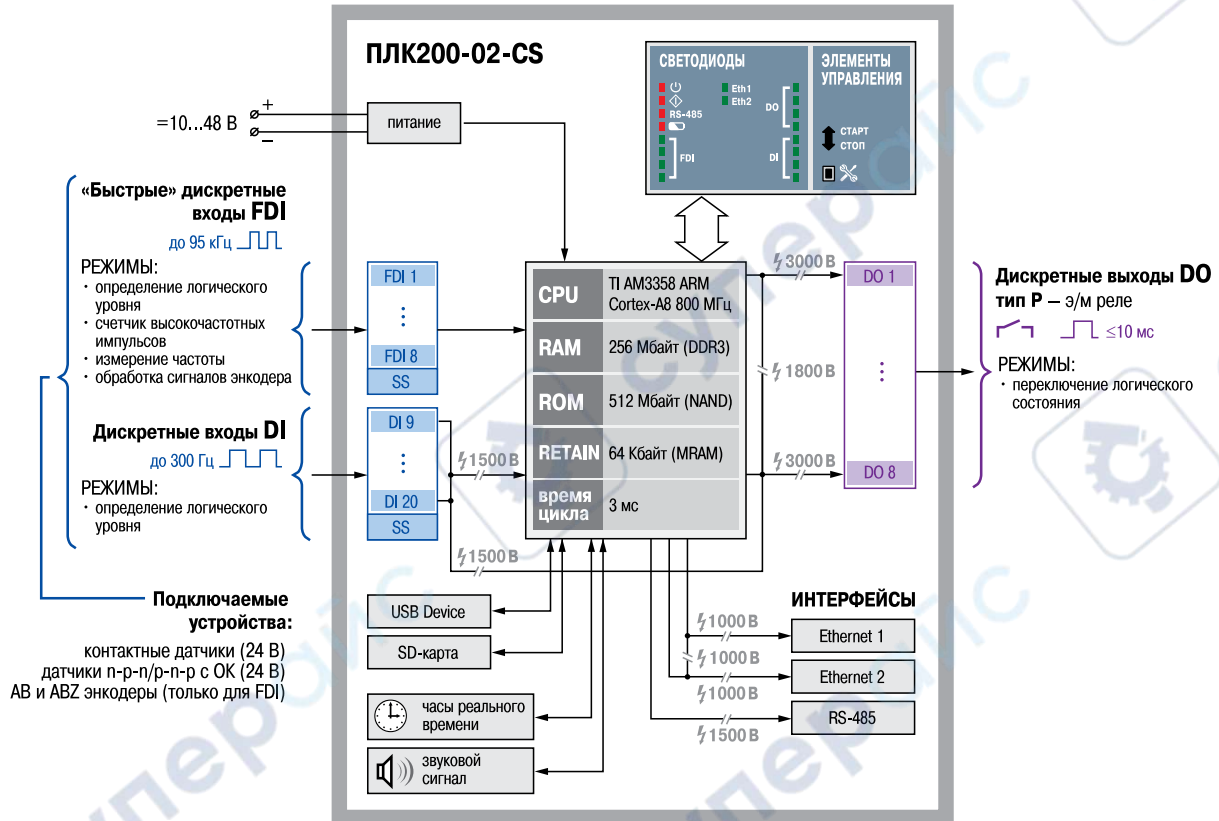 ПЛК200-02-CS
СВЕТОДИОДЫ
Eth1
Eth2
RS-485
FDI
DO
DI
ЭЛЕМЕНТЫ
УПРАВЛЕНИЯ
СТАРТ
СТОП
=10...48 В
+
–
питание
«Быстрые» дискретные
входы FDI
до 95 кГц
РЕЖИМЫ:
· определение логического
уровня
· счетчик высокочастотных
импульсов
· измерение частоты
· обработка сигналов энкодера
FDI 1
FDI 8
SS
Дискретные входы DI
до 300 Гц
РЕЖИМЫ:
· определение логического
уровня
DI 9
DI 20
SS
1500 В
1500 В
Подключаемые
устройства:
контактные датчики (24 В)
датчики n-p-n/p-n-p с ОК (24 В)
AB и ABZ энкодеры (только для FDI)
CPU
TI AM3358 ARM
Cortex-A8 800 МГц
RAM
256 Мбайт (DDR3)
ROM
512 Мбайт (NAND)
RETAIN
64 Кбайт (MRAM)
время
цикла
3 мс
3000 В
1800 В
3000 В
DO 1
DO 8
Дискретные выходы DO
тип Р – э/м реле
≤10 мс
РЕЖИМЫ:
· переключение логического
состояния
USB Device
SD-карта
часы реального
времени
звуковой
сигнал
ИНТЕРФЕЙСЫ
1000 В
Ethernet 1
1000 В
Ethernet 2
1000 В
RS-485
1500 В
суперайс
суперайс
суперайс